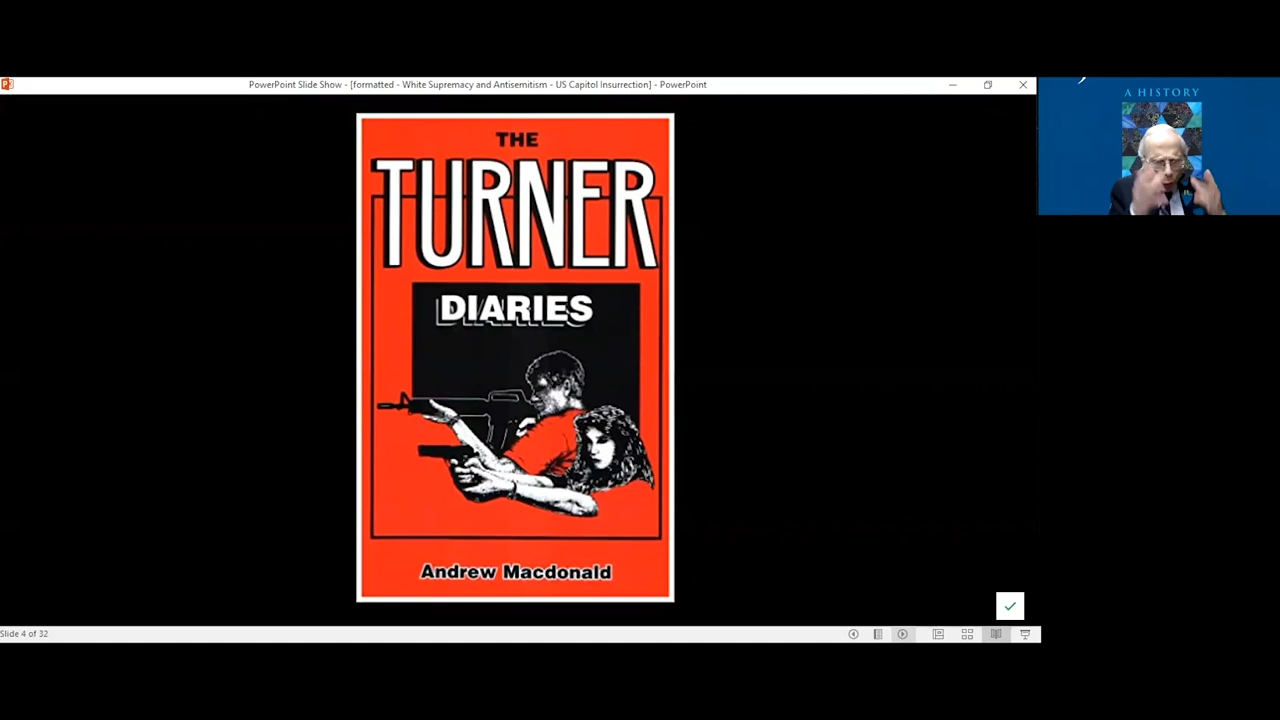 PowerPoint Slide Show - [formatted - White Supremacy and Antisemitism - US Capitol Insurrection] - PowerPoint
A HISTORY
THE
TURNER
DIARIES
Andrew Macdonald
Slide 4 of 32